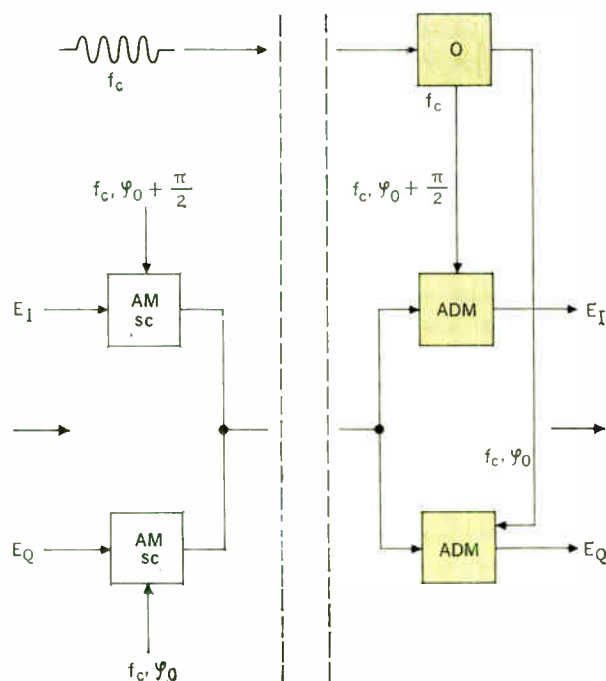 f_c
O
f_c
f_c, φ_0 + π/2
f_c, φ_0 + π/2
E_I
AM
sc
ADM
E_I
f_c, φ_0
E_Q
AM
sc
ADM
E_Q
f_c, φ_0